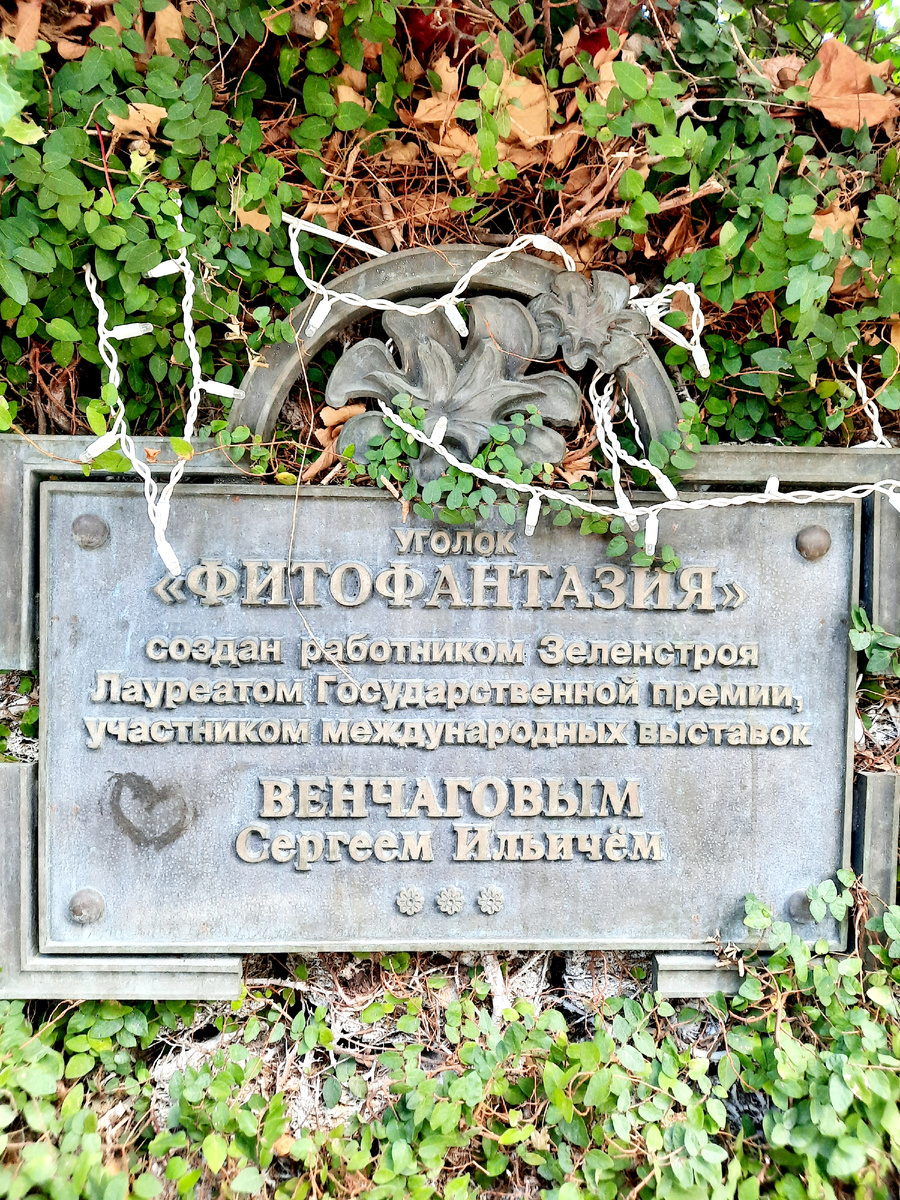 уголок
«ФИТОФАНТАЗИЯ»
создан работником Зеленстроя
Лауреатом Государственной премии,
участником международных выставок
ВЕНЧАГОВЫМ
Сергеем Ильичём